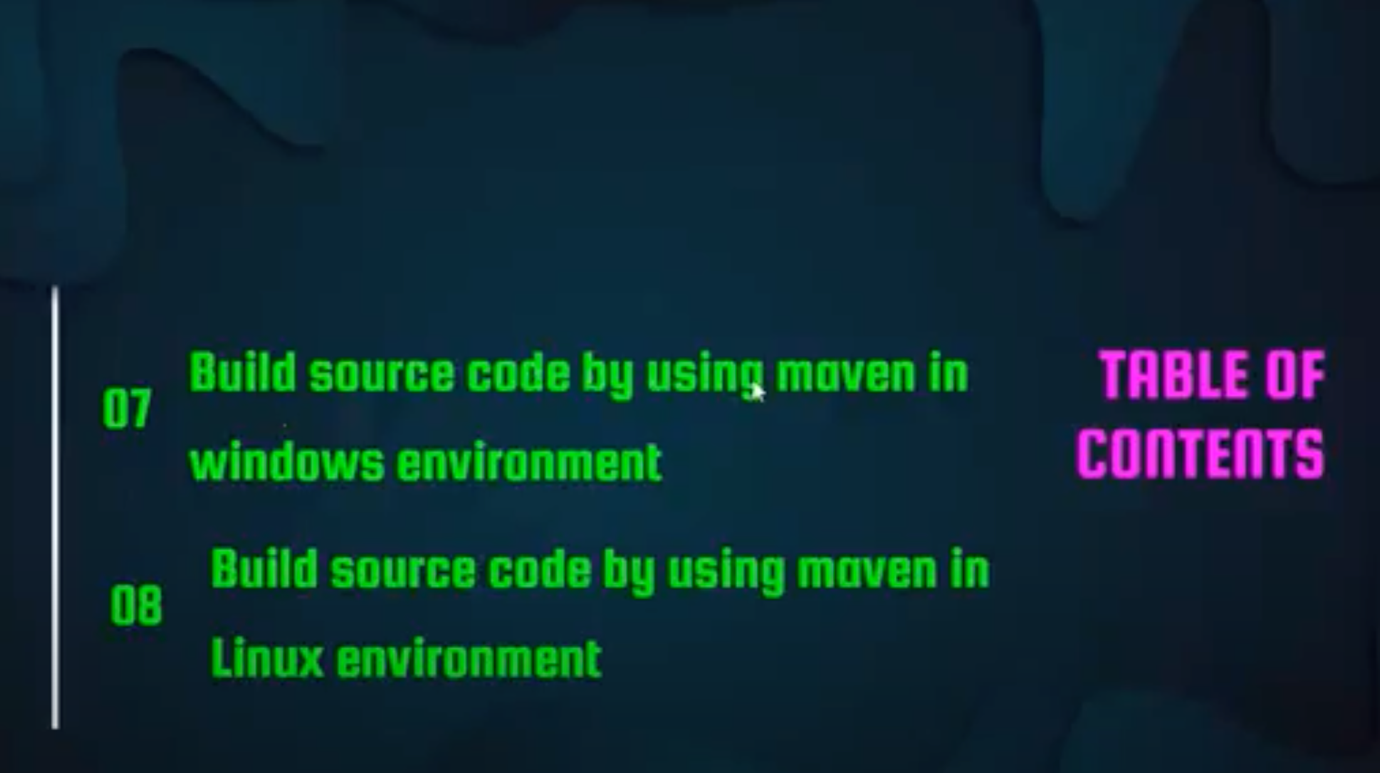 TABLE OF
CONTENTS
07
Build source code by using maven in
windows environment
08
Build source code by using maven in
Linux environment